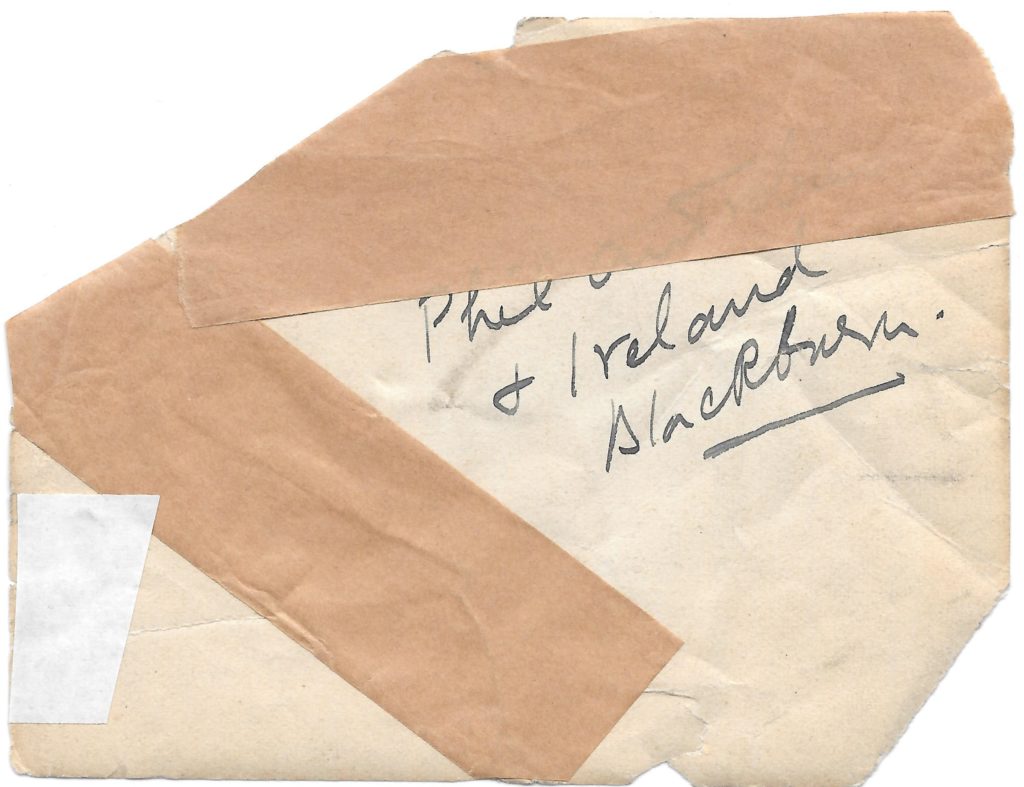 Phil
& Ireland
Blackburn.